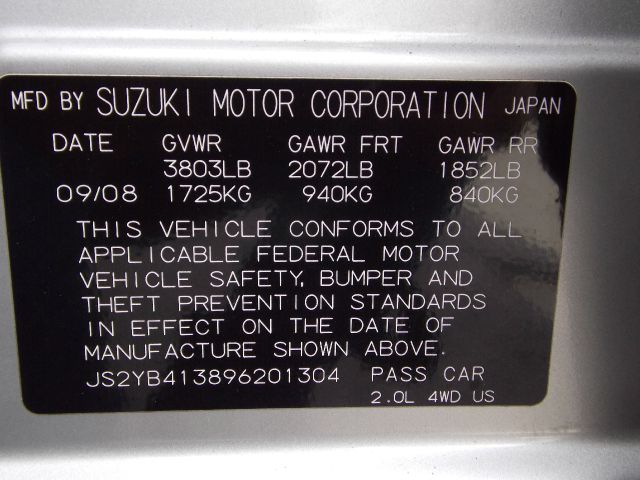 MFD BY SUZUKI MOTOR CORPORATION JAPAN
DATE GVWR GAWR FRT GAWR RR
3803LB 2072LB 1852LB
09/08 1725KG 940KG 840KG
THIS VEHICLE CONFORMS TO ALL
APPLICABLE FEDERAL MOTOR
VEHICLE SAFETY, BUMPER AND
THEFT PREVENTION STANDARDS
IN EFFECT ON THE DATE OF
MANUFACTURE SHOWN ABOVE.
JS2YB413896201304 PASS CAR
2.0L 4WD US